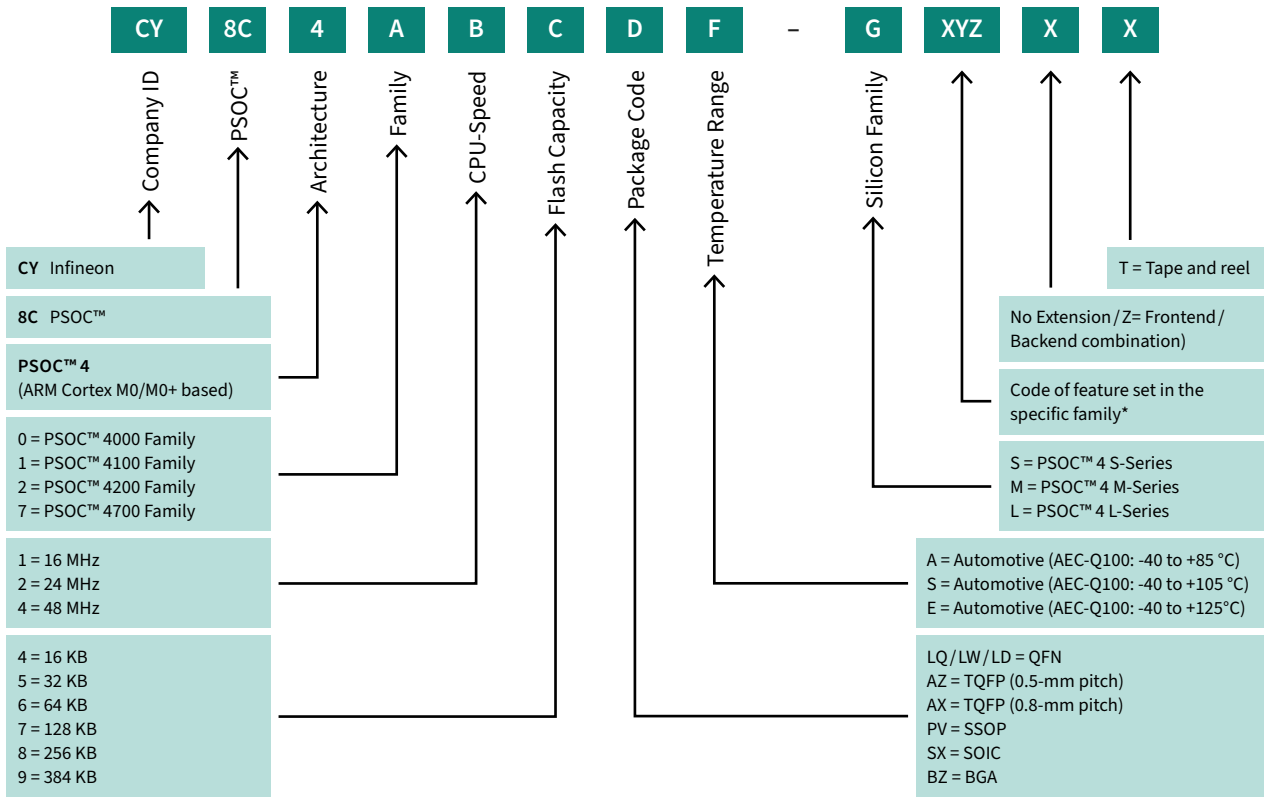 CY 8C 4 A B C D F – G XYZ X X
Company ID
PSOC™
Architecture
Family
CPU-Speed
Flash Capacity
Package Code
Temperature Range
Silicon Family
CY Infineon
8C PSOC™
PSOC™ 4
(ARM Cortex M0/M0+ based)
0 = PSOC™ 4000 Family
1 = PSOC™ 4100 Family
2 = PSOC™ 4200 Family
7 = PSOC™ 4700 Family
1 = 16 MHz
2 = 24 MHz
4 = 48 MHz
4 = 16 KB
5 = 32 KB
6 = 64 KB
7 = 128 KB
8 = 256 KB
9 = 384 KB
T = Tape and reel
No Extension/Z= Frontend/
Backend combination)
Code of feature set in the
specific family*
S = PSOC™ 4 S-Series
M = PSOC™ 4 M-Series
L = PSOC™ 4 L-Series
A = Automotive (AEC-Q100: -40 to +85 °C)
S = Automotive (AEC-Q100: -40 to +105 °C)
E = Automotive (AEC-Q100: -40 to +125°C)
LQ/LW/LD = QFN
AZ = TQFP (0.5-mm pitch)
AX = TQFP (0.8-mm pitch)
PV = SSOP
SX = SOIC
BZ = BGA